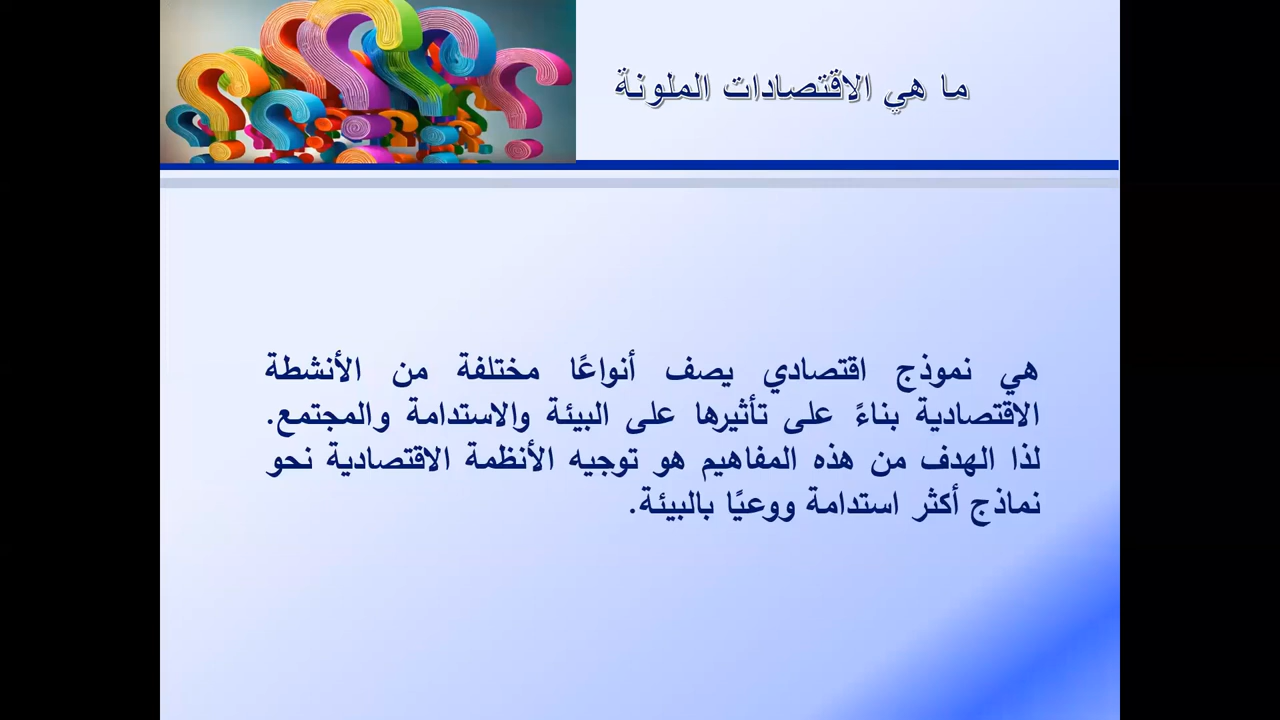 ما هي الاقتصادات الملونة
هي نموذج اقتصادي يصف أنواعًا مختلفة من الأنشطة
الاقتصادية بناءً على تأثيرها على البيئة والاستدامة والمجتمع.
لذا الهدف من هذه المفاهيم هو توجيه الأنظمة الاقتصادية نحو
نماذج أكثر استدامة ووعيًا بالبيئة.